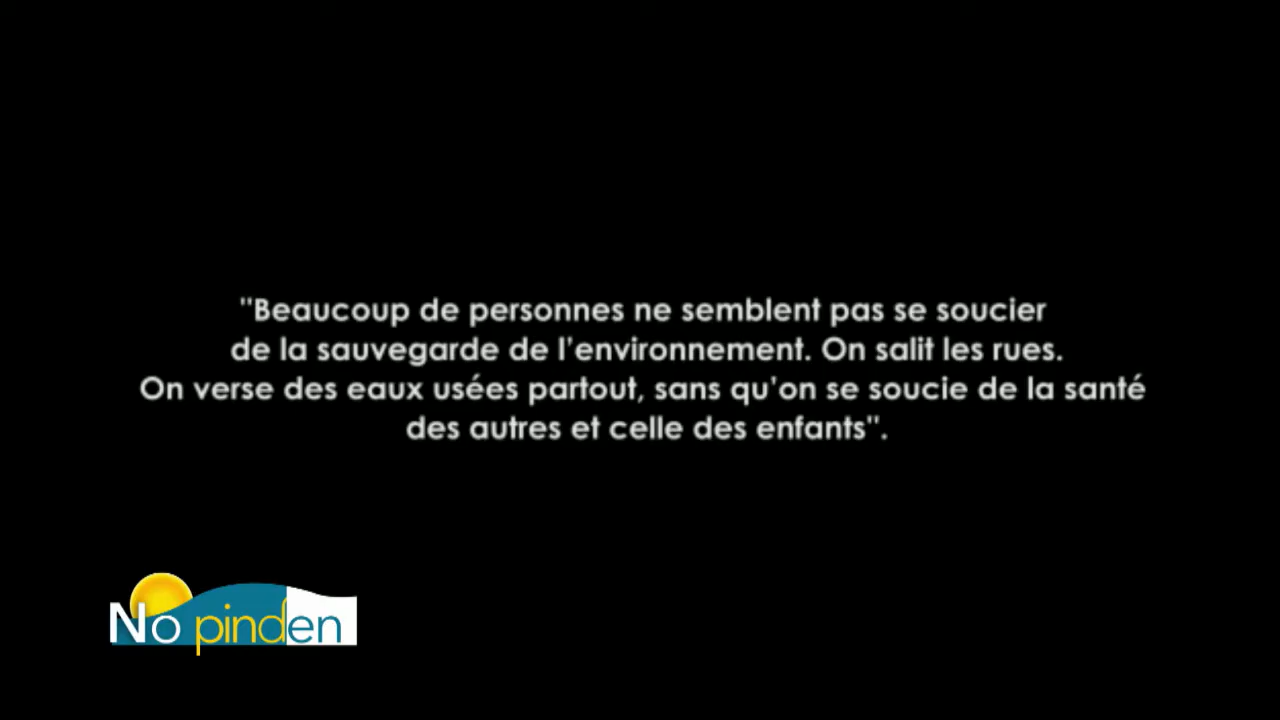 "Beaucoup de personnes ne semblent pas se soucier
de la sauvegarde de l'environnement. On salit les rues.
On verse des eaux usées partout, sans qu'on se soucie de la santé
des autres et celle des enfants".
No pinden